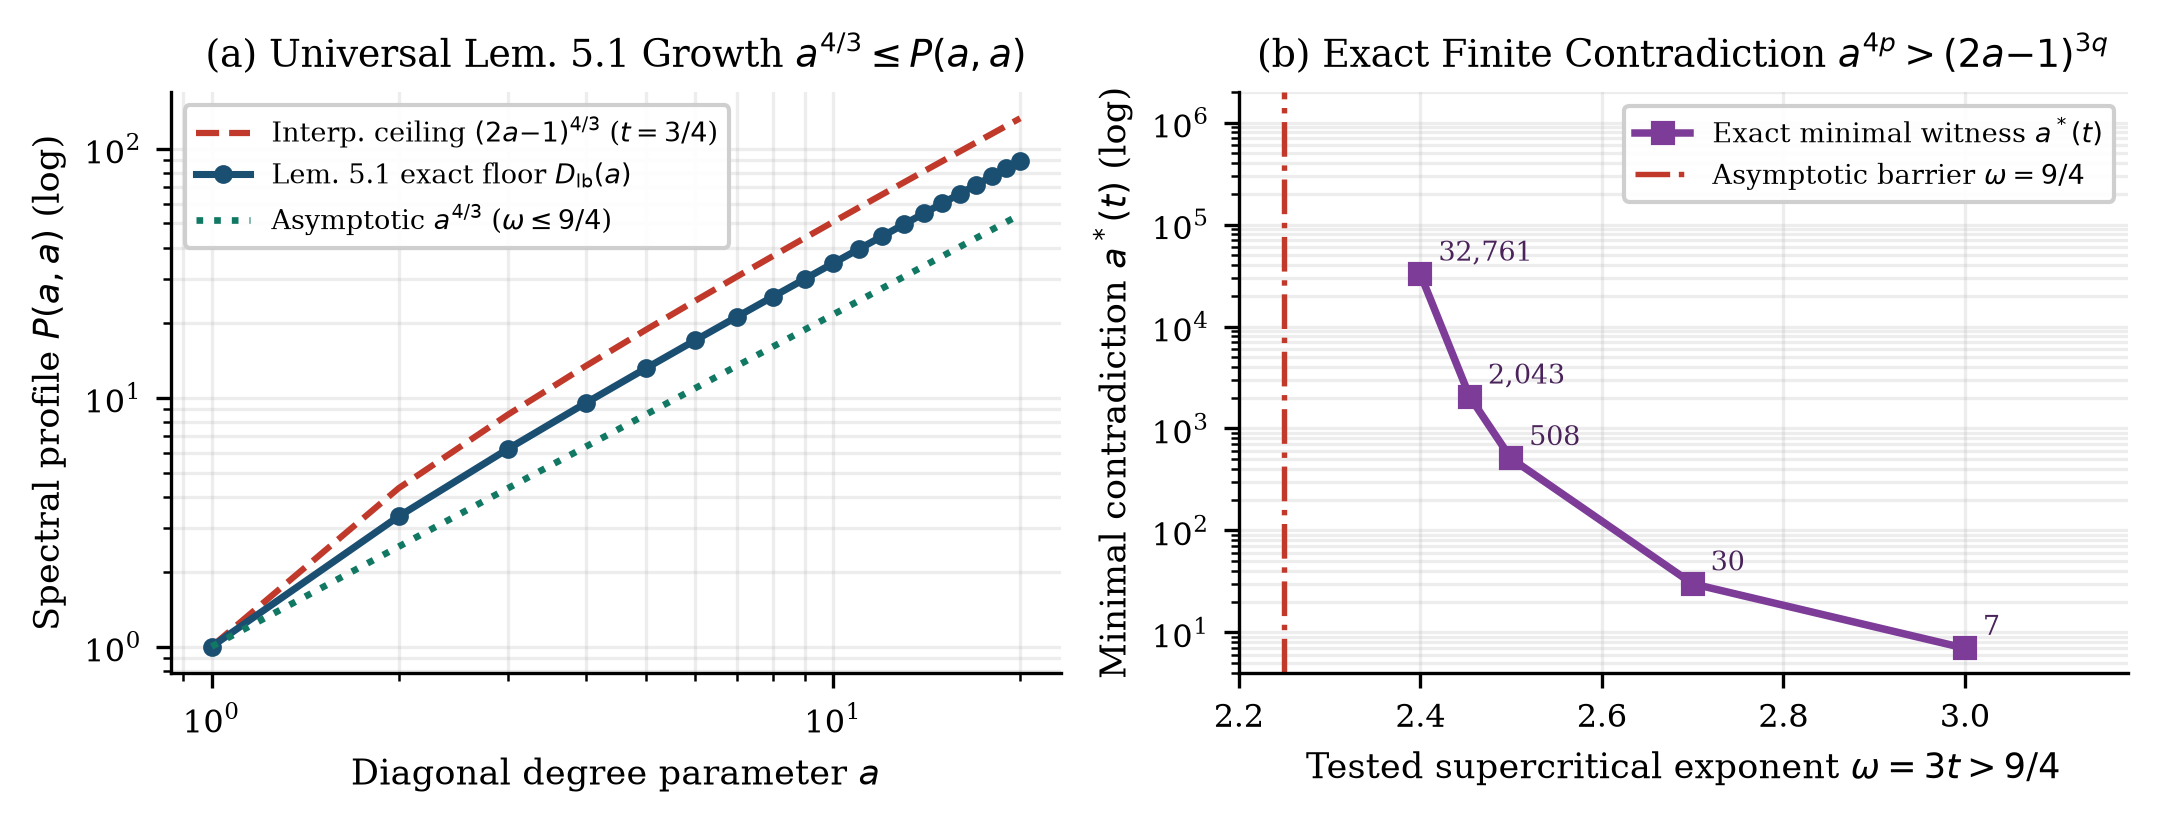 (a) Universal Lem. 5.1 Growth a^{4/3} ≤ P(a, a)
Spectral profile P(a, a) (log)
10^2
10^1
10^0
Interp. ceiling (2a−1)^{4/3} (t = 3/4)
Lem. 5.1 exact floor D_{lb}(a)
Asymptotic a^{4/3} (ω ≤ 9/4)
10^0
10^1
Diagonal degree parameter a
(b) Exact Finite Contradiction a^{4p} > (2a−1)^{3q}
Minimal contradiction a^*(t) (log)
10^6
10^5
10^4
10^3
10^2
10^1
Exact minimal witness a^*(t)
Asymptotic barrier ω = 9/4
32,761
2,043
508
30
7
2.2
2.4
2.6
2.8
3.0
Tested supercritical exponent ω = 3t > 9/4